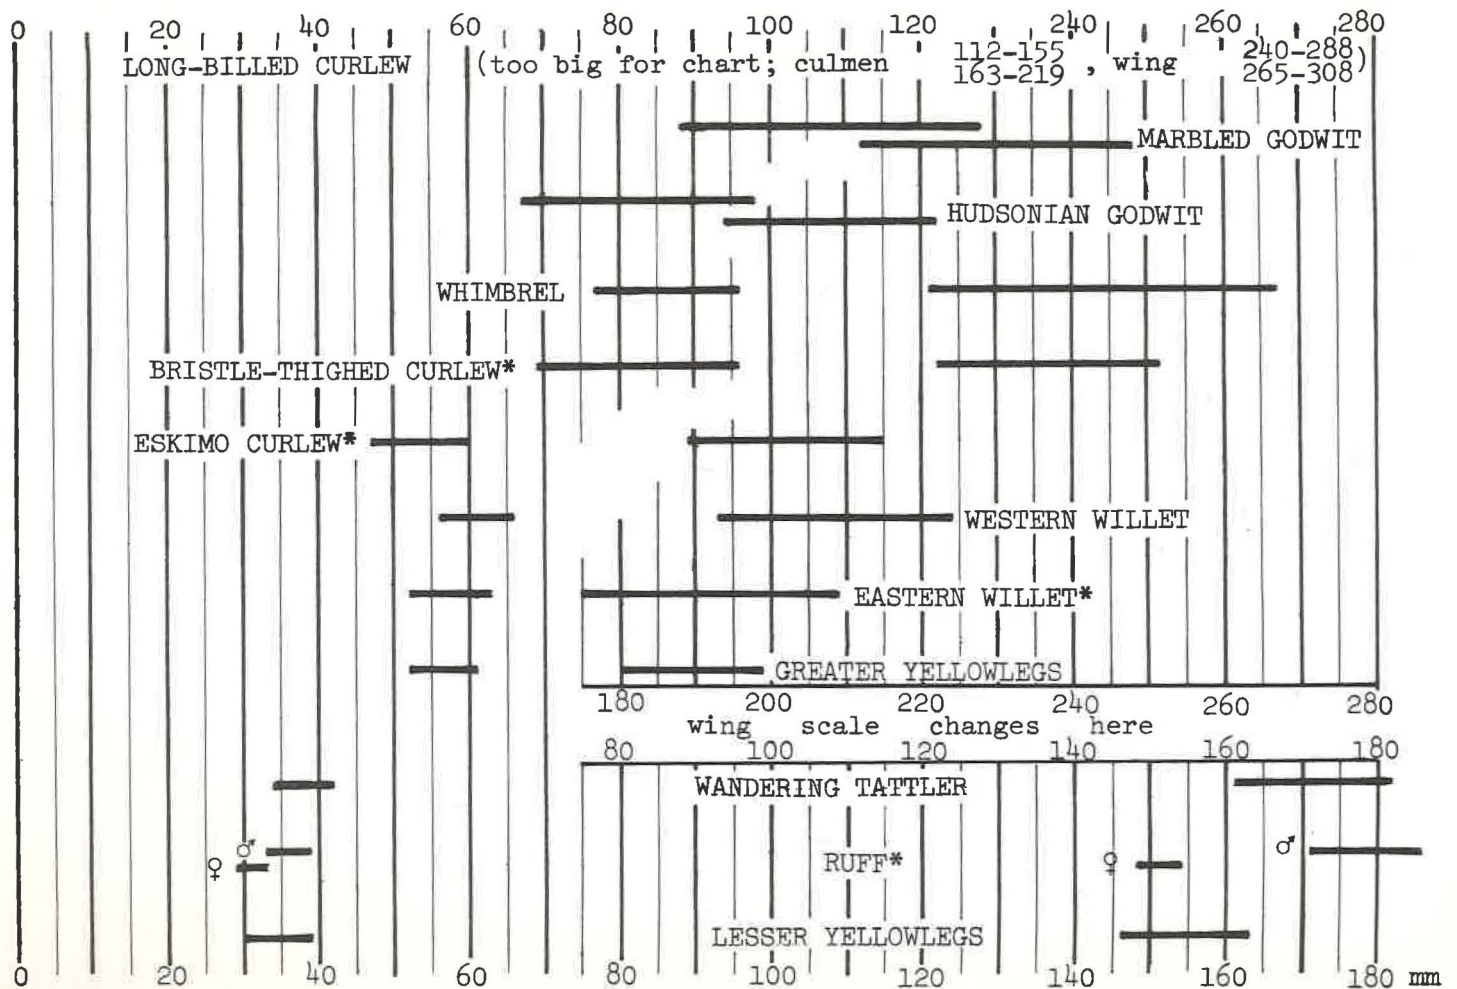 0 20 40 60 80 100 120 240 260 280
LONG-BILLED CURLEW (too big for chart; culmen 112-155 , wing 240-288)
163-219 265-308
MARBLED GODWIT
HUDSONIAN GODWIT
WHIMBREL
BRISTLE-THIGHED CURLEW*
ESKIMO CURLEW*
WESTERN WILLET
EASTERN WILLET*
GREATER YELLOWLEGS
180 200 220 240 260 280
wing scale changes here
80 100 120 140 160 180
WANDERING TATTLER
♂ ♂
♀ RUFF* ♀
LESSER YELLOWLEGS
0 20 40 60 80 100 120 140 160 180 mm